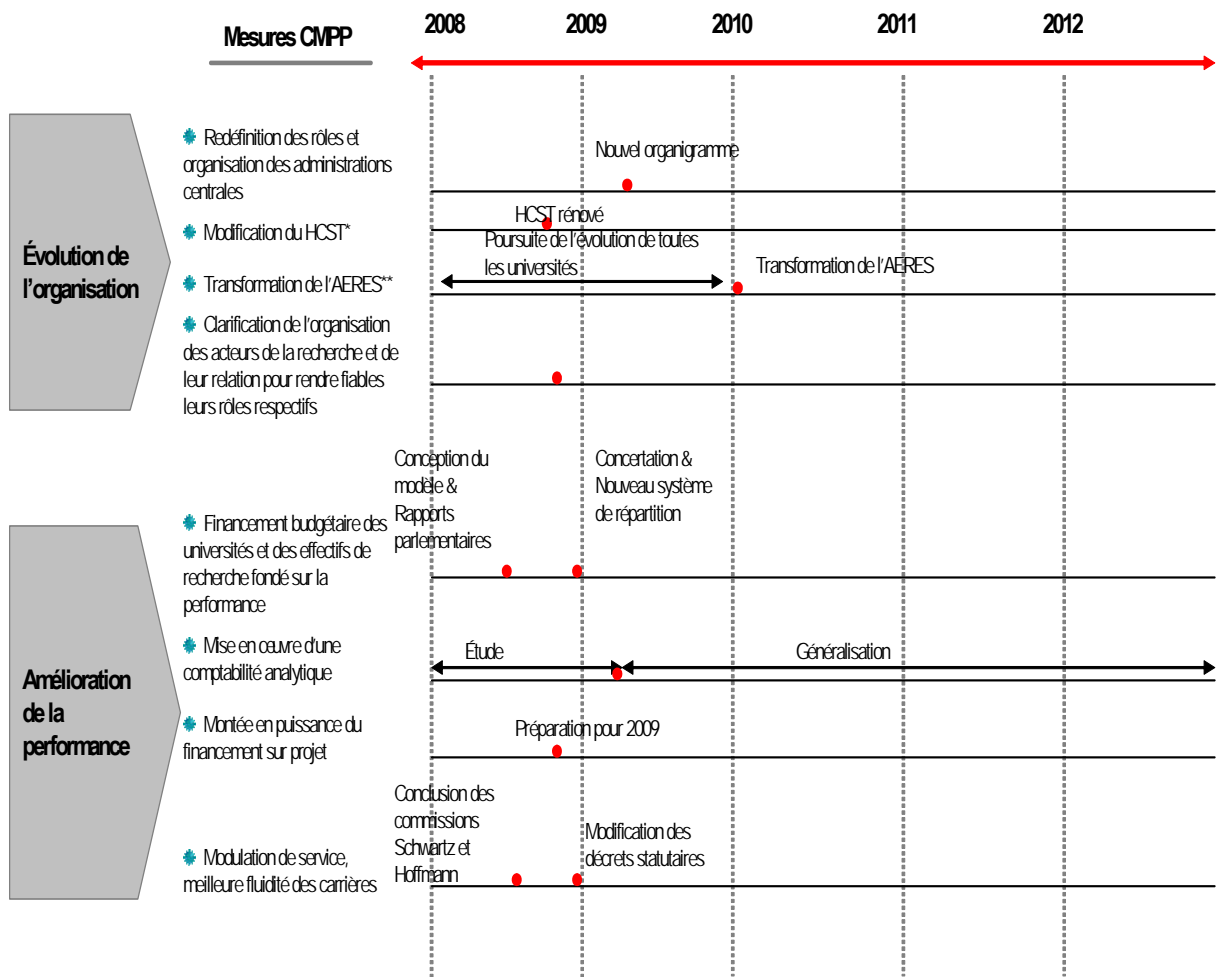 Mesures CMPP
2008
2009
2010
2011
2012
Évolution de
l'organisation
Redéfinition des rôles et
organisation des administrations
centrales
Nouvel organigramme
Modification du HCST*
HCST rénové
Transformation de l'AERES**
Poursuite de l'évolution de toutes
les universités
Transformation de l'AERES
Clarification de l'organisation
des acteurs de la recherche et de
leur relation pour rendre fiables
leurs rôles respectifs
Amélioration
de la
performance
Financement budgétaire des
universités et des effectifs de
recherche fondé sur la
performance
Conception du
modèle &
Rapports
parlementaires
Concertation &
Nouveau système
de répartition
Mise en œuvre d'une
comptabilité analytique
Étude
Généralisation
Montée en puissance du
financement sur projet
Préparation pour 2009
Modulation de service,
meilleure fluidité des carrières
Conclusion des
commissions
Schwartz et
Hoffmann
Modification des
décrets statutaires